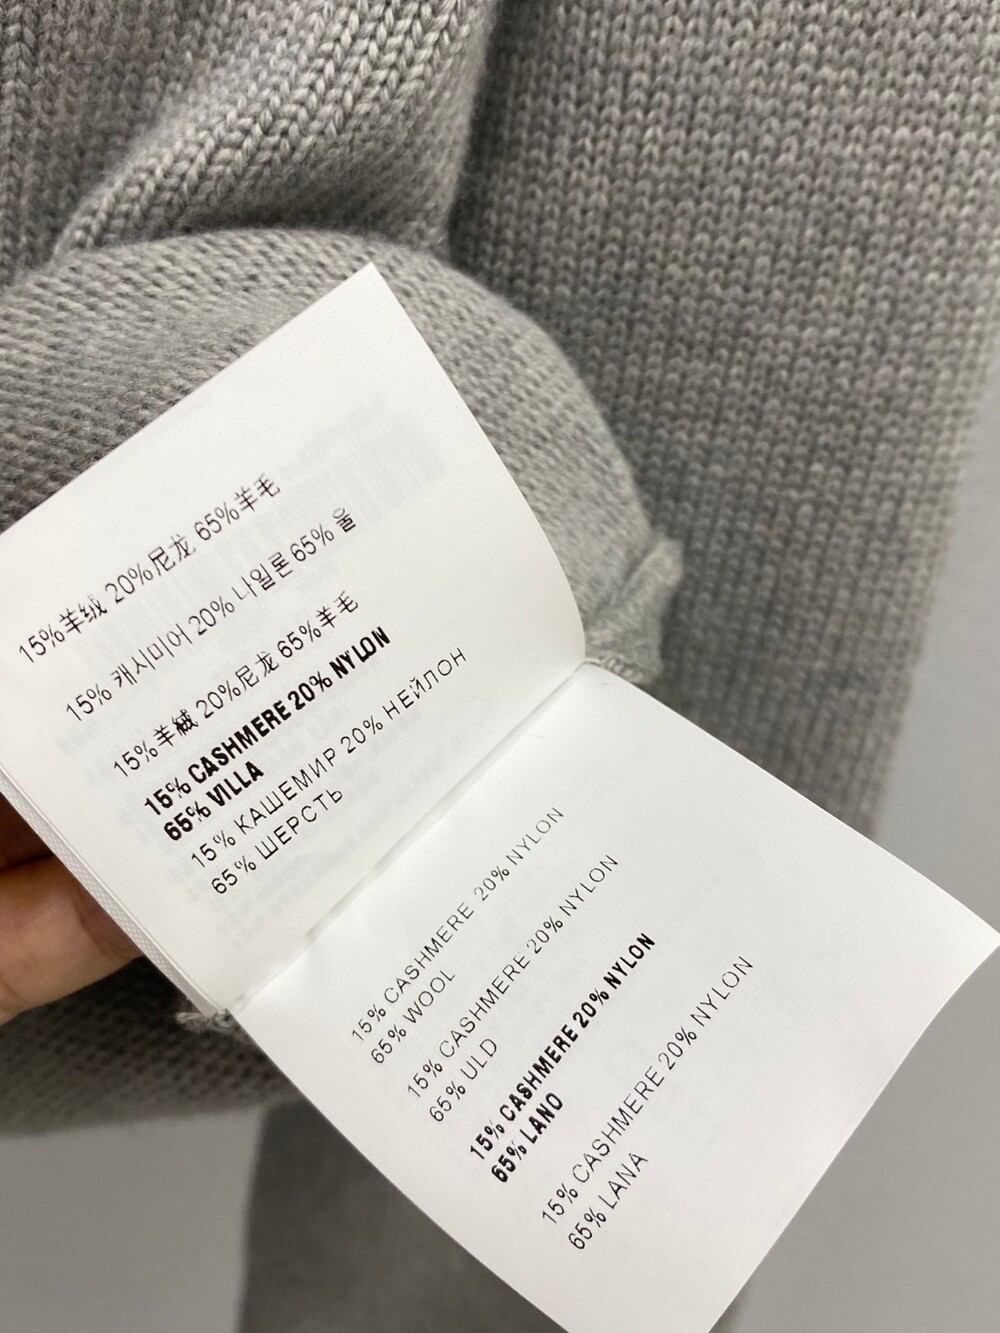 15%羊绒 20%尼龙 65%羊毛
15% 캐시미어 20% 나일론 65% 울
15%羊絨 20%尼龙 65%羊毛
15% CASHMERE 20% NYLON
65% VILLA
15% КАШЕМИР 20% НЕЙЛОН
65% ШЕРСТЬ
15% CASHMERE 20% NYLON
65% WOOL
15% CASHMERE 20% NYLON
65% ULD
15% CASHMERE 20% NYLON
65% LANO
15% CASHMERE 20% NYLON
65% LANA